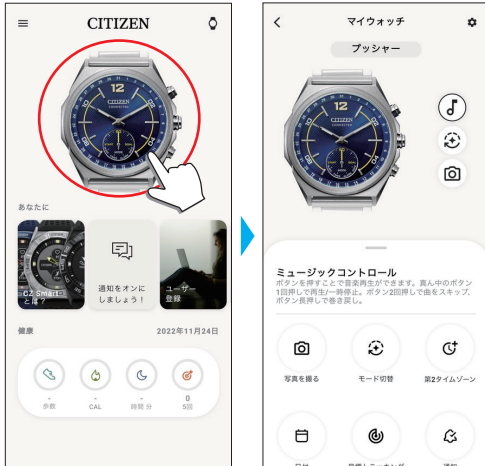 CITIZEN
12
CITIZEN
あなたに
CZ Smart
とは？
通知をオンに
しましょう！
ユーザー
登録
健康
2022年11月24日
-
歩数
-
CAL
-
時間 分
0
5回
マイウォッチ
プッシャー
12
CITIZEN
ミュージックコントロール
ボタンを押すことで音楽再生ができます。真ん中のボタン
1回押しで再生/一時停止。ボタン2回押しで曲をスキップ、
ボタン長押しで巻き戻し。
写真を撮る
モード切替
第2タイムゾーン